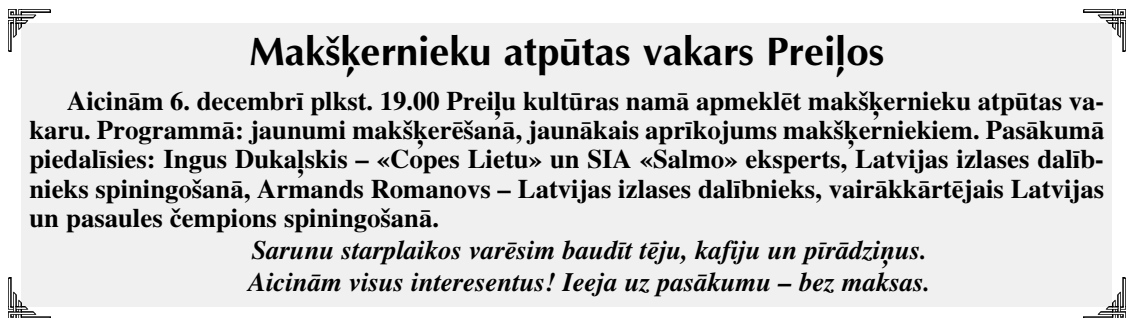 Makšķernieku atpūtas vakars Preiļos
Aicinām 6. decembrī plkst. 19.00 Preiļu kultūras namā apmeklēt makšķernieku atpūtas va-
karu. Programmā: jaunumi makšķerēšanā, jaunākais aprīkojums makšķerniekiem. Pasākumā
piedalīsies: Ingus Dukaļskis – «Copes Lietu» un SIA «Salmo» eksperts, Latvijas izlases dalīb-
nieks spiningošanā, Armands Romanovs – Latvijas izlases dalībnieks, vairākkārtējais Latvijas
un pasaules čempions spiningošanā.
Sarunu starplaikos varēsim baudīt tēju, kafiju un pīrādziņus.
Aicinām visus interesentus! Ieeja uz pasākumu – bez maksas.